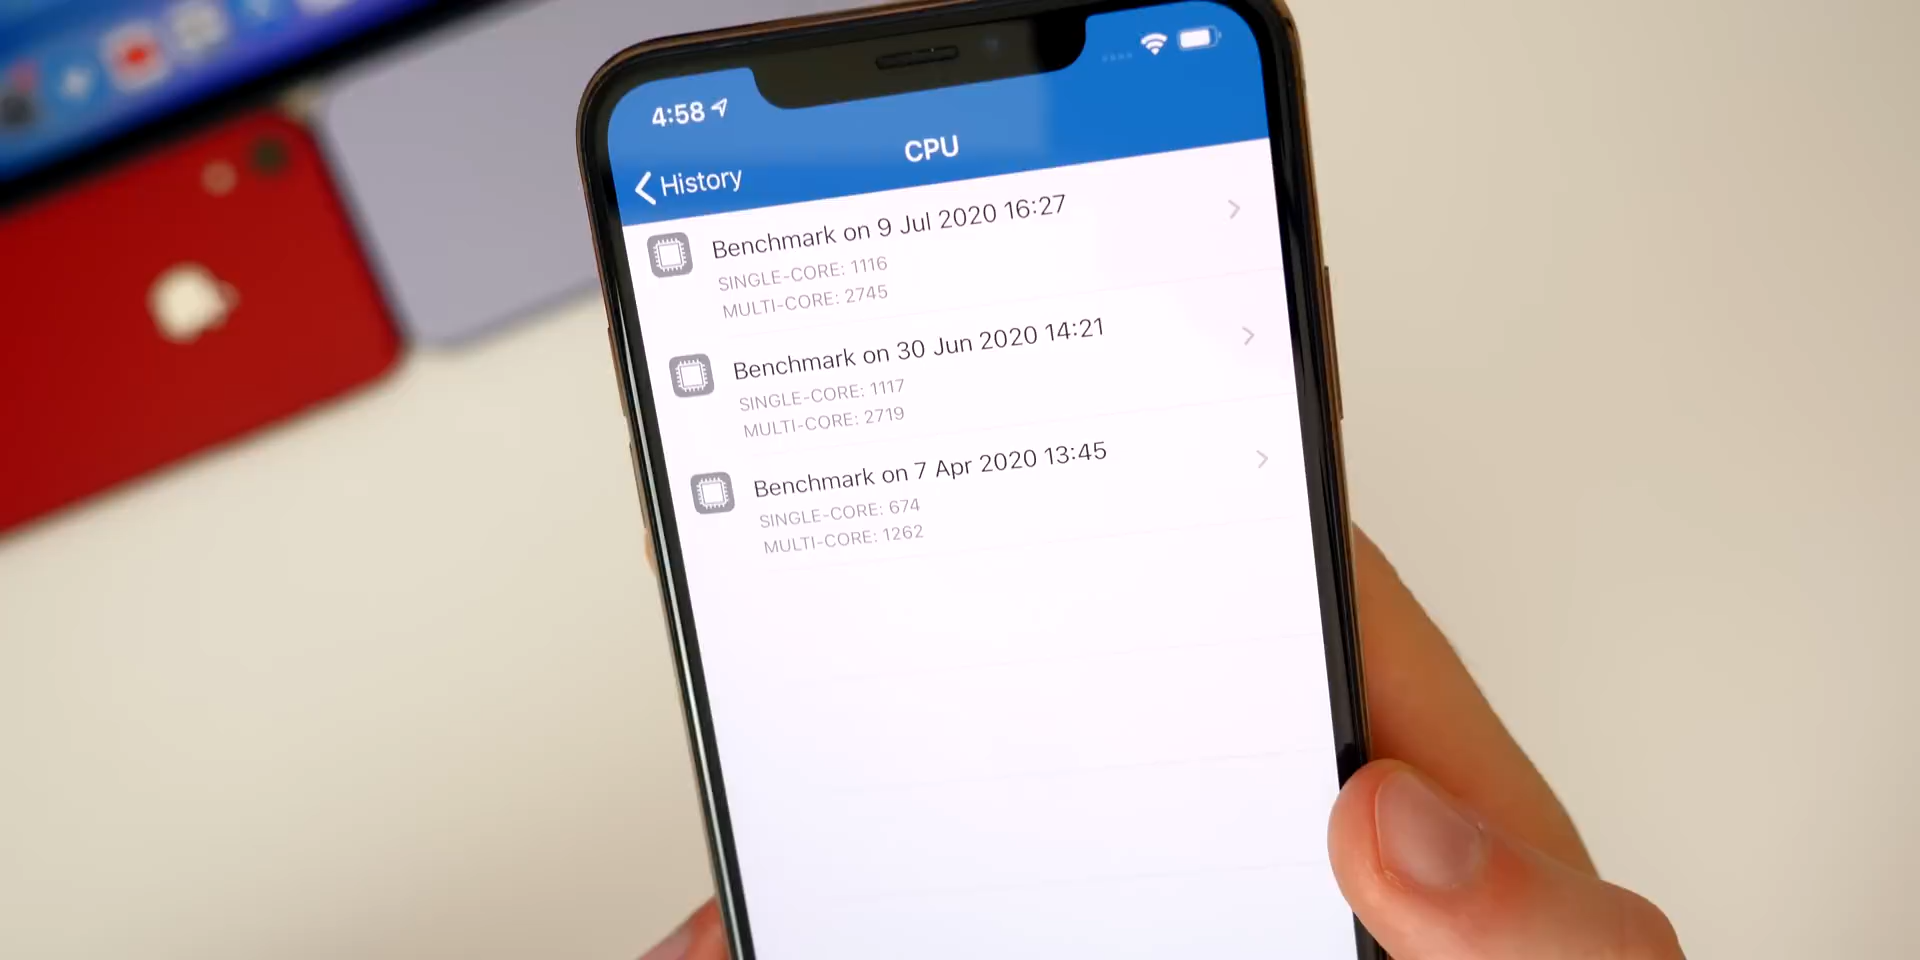 4:58
CPU
History
Benchmark on 9 Jul 2020 16:27
SINGLE-CORE: 1116
MULTI-CORE: 2745
Benchmark on 30 Jun 2020 14:21
SINGLE-CORE: 1117
MULTI-CORE: 2719
Benchmark on 7 Apr 2020 13:45
SINGLE-CORE: 674
MULTI-CORE: 1262